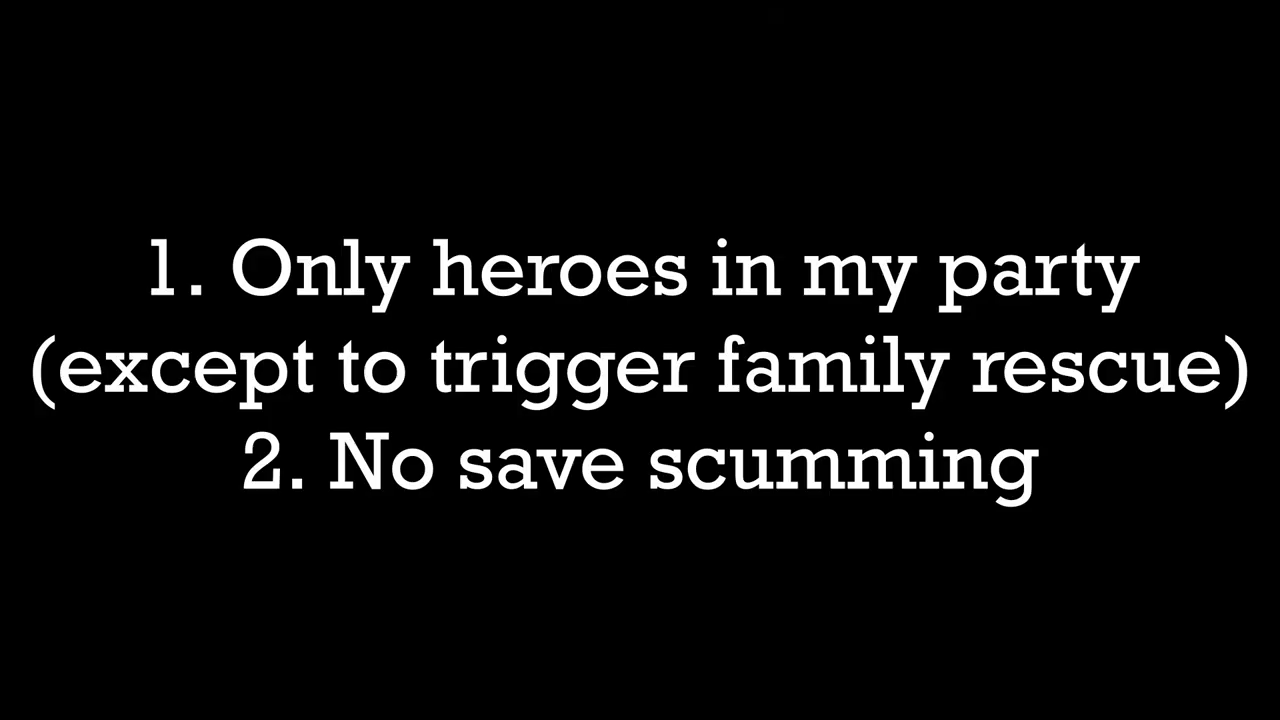 1. Only heroes in my party
(except to trigger family rescue)
2. No save scumming